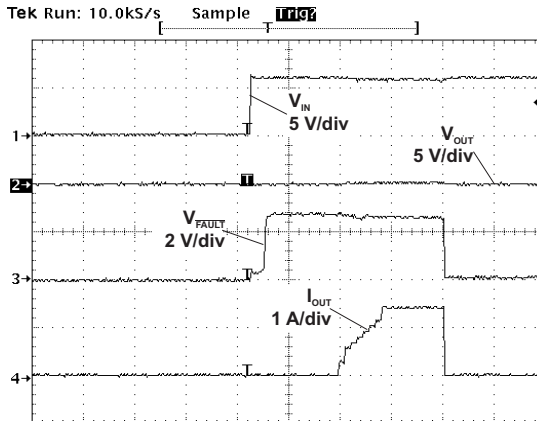 Tek Run: 10.0kS/s Sample Trig?
T
VIN
5 V/div
1
T
VOUT
5 V/div
2
T
VFAULT
2 V/div
3
T
IOUT
1 A/div
4
T